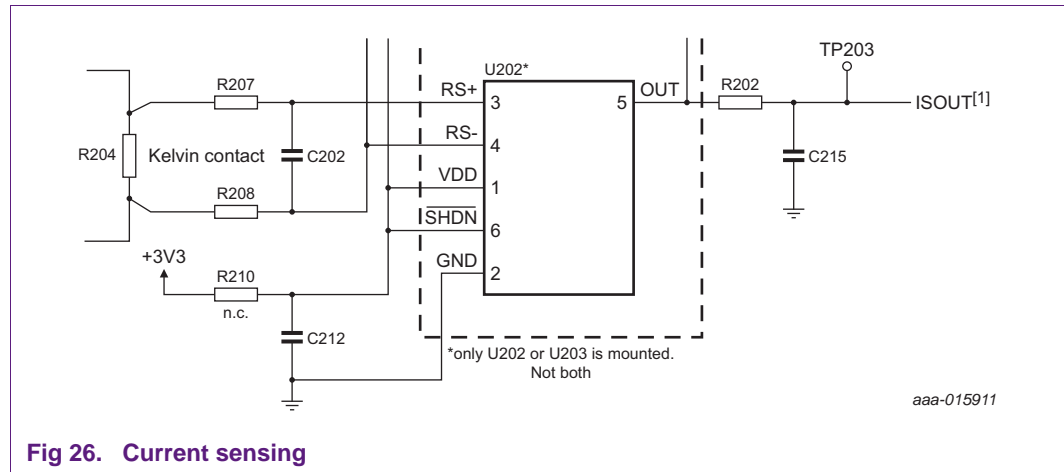 TP203
U202*
R207
RS+
3
OUT
5
R202
ISOUT[1]
RS-
4
R204
Kelvin contact
C202
C215
VDD
1
R208
SHDN
6
+3V3
R210
n.c.
GND
2
C212
*only U202 or U203 is mounted.
Not both
aaa-015911
Fig 26. Current sensing